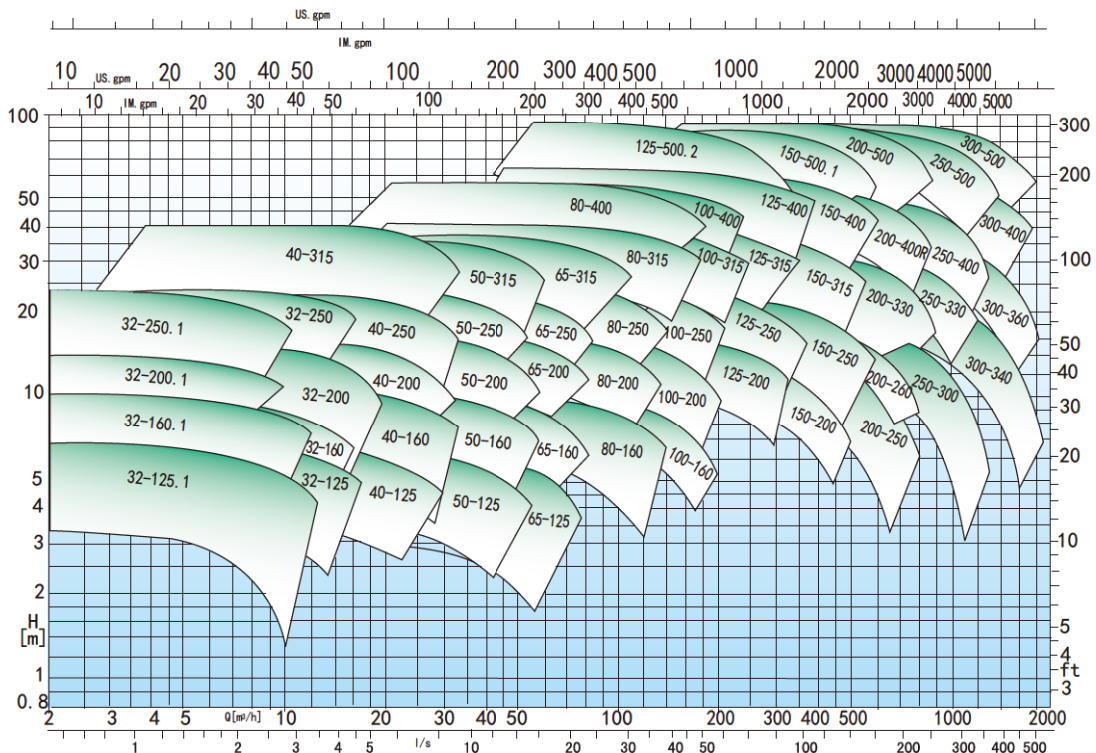 US.gpm
IM.gpm
10 20 30 40 50 100 200 300 400 500 1000 2000 3000 4000 5000
US.gpm
10 IM.gpm 20 30 40 50 100 200 300 400 500 1000 2000 3000 4000 5000
100 300
125-500.2 150-500.1 200-500 300-500
250-500
200
50 80-400 100-400 125-400 150-400 300-400
40 200-400R
40-315 50-315 65-315 80-315 100-315 125-315 150-315 250-400 100
30
200-330 250-330 300-360
20 32-250.1 32-250 40-250 50-250 65-250 80-250 100-250 125-250 150-250 50
300-340
32-200.1 32-200 40-200 50-200 65-200 80-200 100-200 125-200 200-260 250-300 40
10 30
32-160.1 32-160 40-160 50-160 65-160 80-160 100-160 150-200 200-250
20
5 32-125.1 32-125 40-125 50-125 65-125
4
3 10
2
H
[m] 5
4
ft
1 3
0.8
2 3 4 5 Q[m³/h] 10 20 30 40 50 100 200 300 400 500 1000 2000
1 2 3 4 5 l/s 10 20 30 40 50 100 200 300 400 500